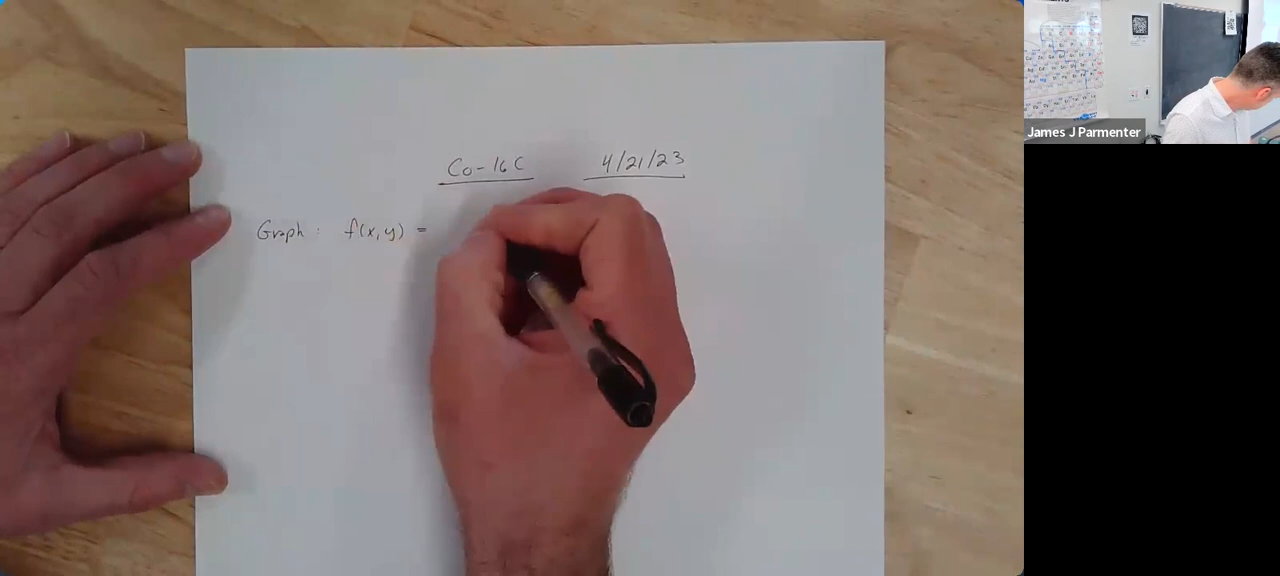 Co-16C 4/21/23
Graph: f(x,y) =
James J Parmenter